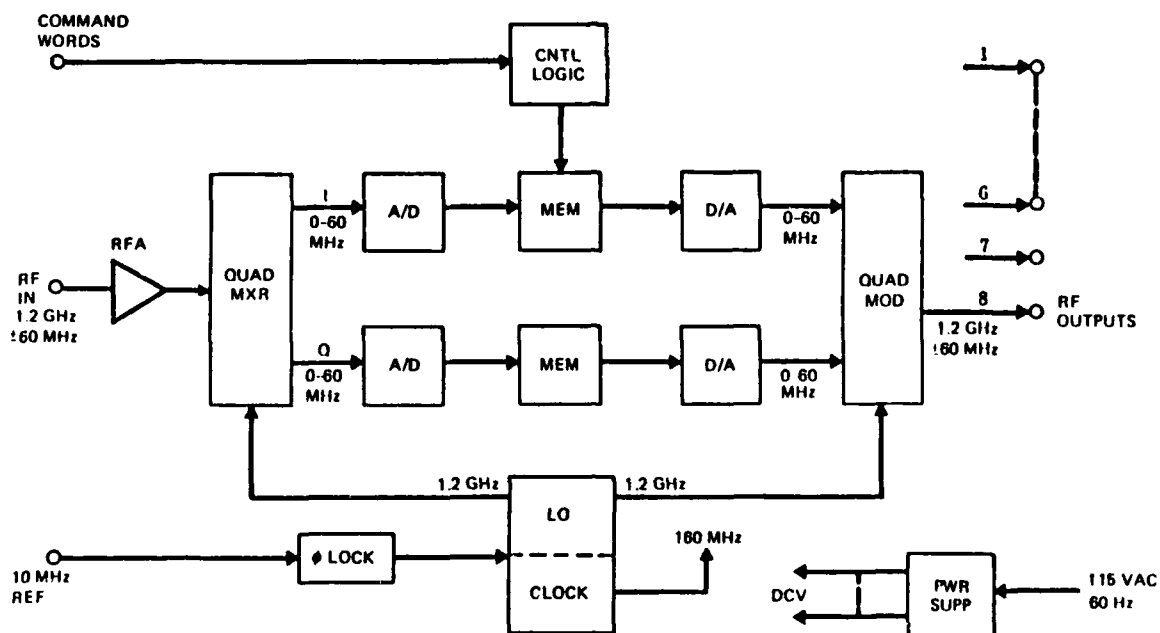 COMMAND
WORDS
CNTL
LOGIC
1
G
7
8
RF
OUTPUTS
I
0-60
MHz
A/D
MEM
D/A
0-60
MHz
QUAD
MXR
QUAD
MOD
RFA
RF
IN
1.2 GHz
±60 MHz
1.2 GHz
±60 MHz
Q
0-60
MHz
A/D
MEM
D/A
0-60
MHz
1.2 GHz
LO
1.2 GHz
CLOCK
160 MHz
10 MHz
REF
ϕ LOCK
DCV
PWR
SUPP
115 VAC
60 Hz